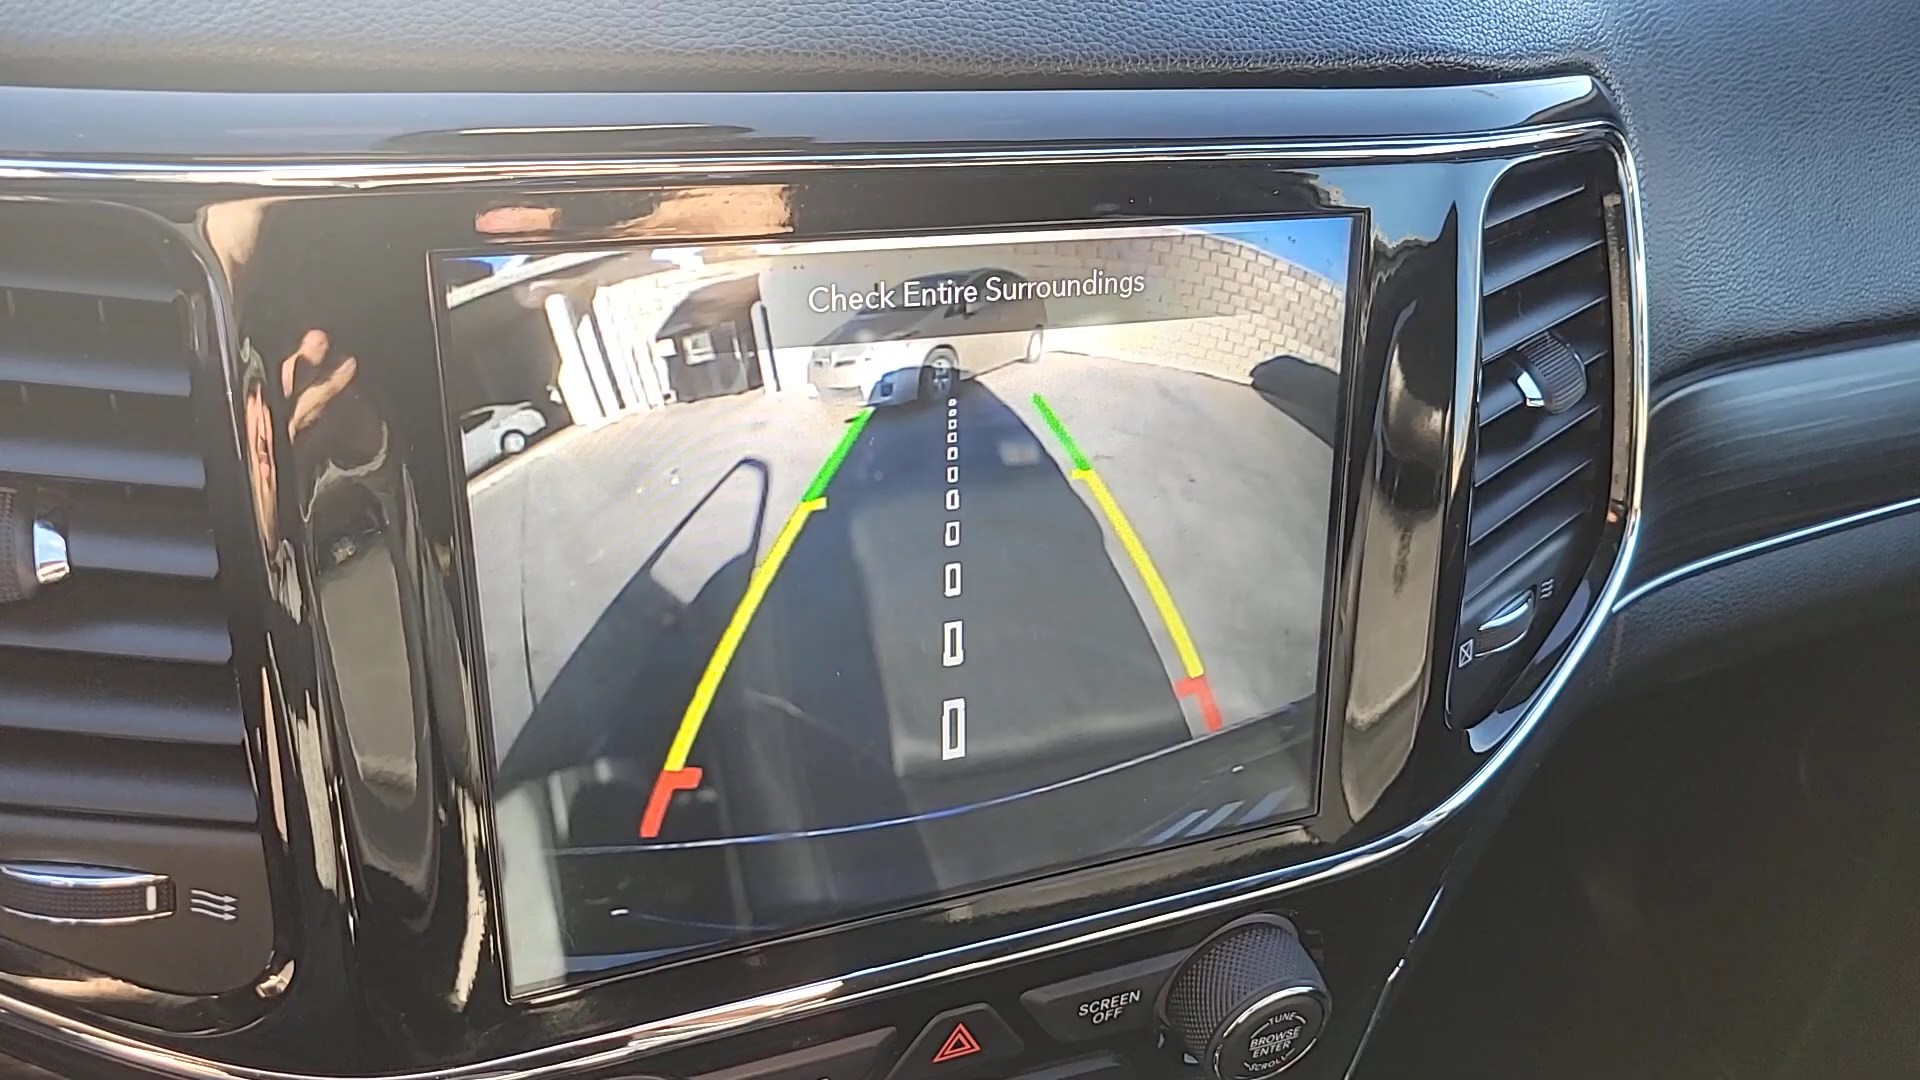 Check Entire Surroundings
SCREEN
OFF
TUNE
BROWSE
ENTER
SCROLL